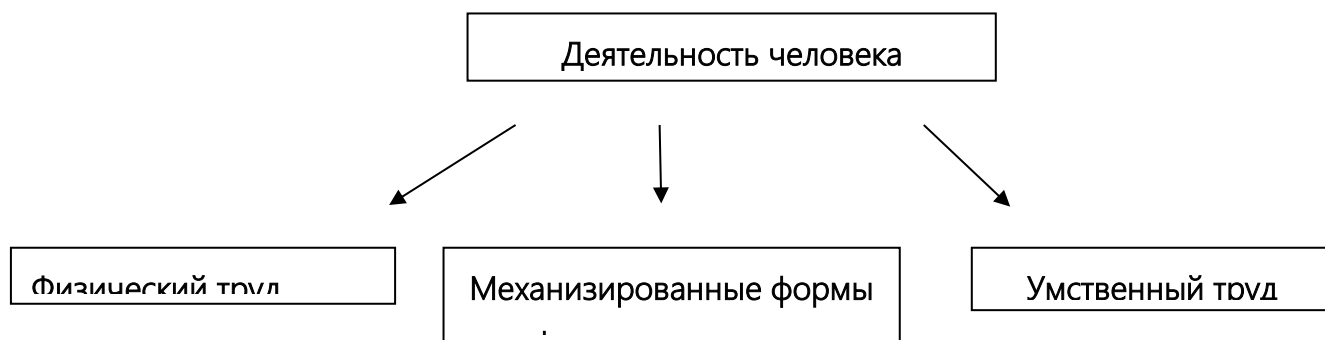 Деятельность человека
Физический труд
Механизированные формы
Умственный труд